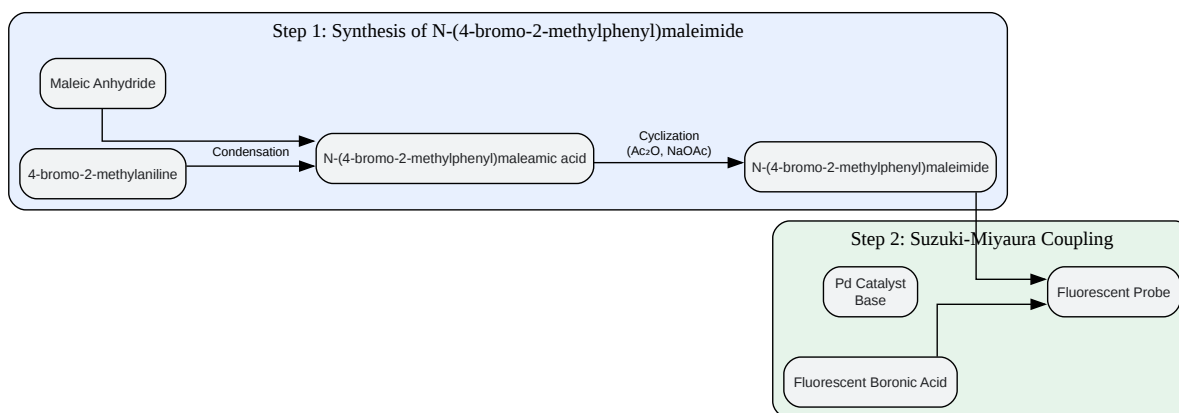 Step 1: Synthesis of N-(4-bromo-2-methylphenyl)maleimide
Maleic Anhydride
4-bromo-2-methylaniline
Condensation
N-(4-bromo-2-methylphenyl)maleamic acid
Cyclization
(Ac₂O, NaOAc)
N-(4-bromo-2-methylphenyl)maleimide
Step 2: Suzuki-Miyaura Coupling
Pd Catalyst
Base
Fluorescent Probe
Fluorescent Boronic Acid